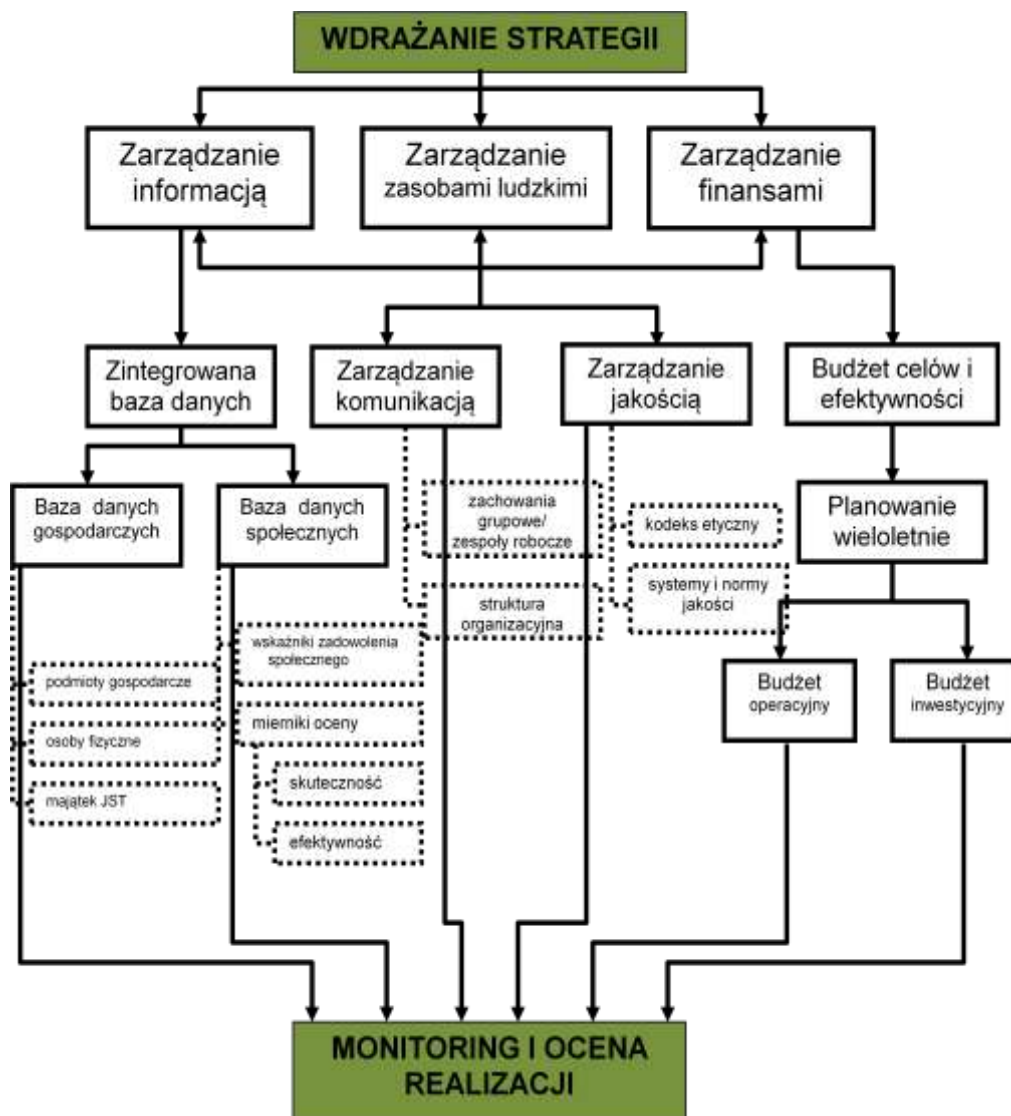 WDRAŻANIE STRATEGII
Zarządzanie
informacją
Zarządzanie
zasobami ludzkimi
Zarządzanie
finansami
Zintegrowana
baza danych
Zarządzanie
komunikacją
Zarządzanie
jakością
Budżet celów i
efektywności
Baza danych
gospodarczych
Baza danych
społecznych
zachowania
grupowe/
zespoły robocze
kodeks etyczny
Planowanie
wieloletnie
struktura
organizacyjna
systemy i normy
jakości
wskaźniki zadowolenia
społecznego
podmioty gospodarcze
Budżet
operacyjny
Budżet
inwestycyjny
mierniki oceny
osoby fizyczne
skuteczność
majątek JST
efektywność
MONITORING I OCENA
REALIZACJI